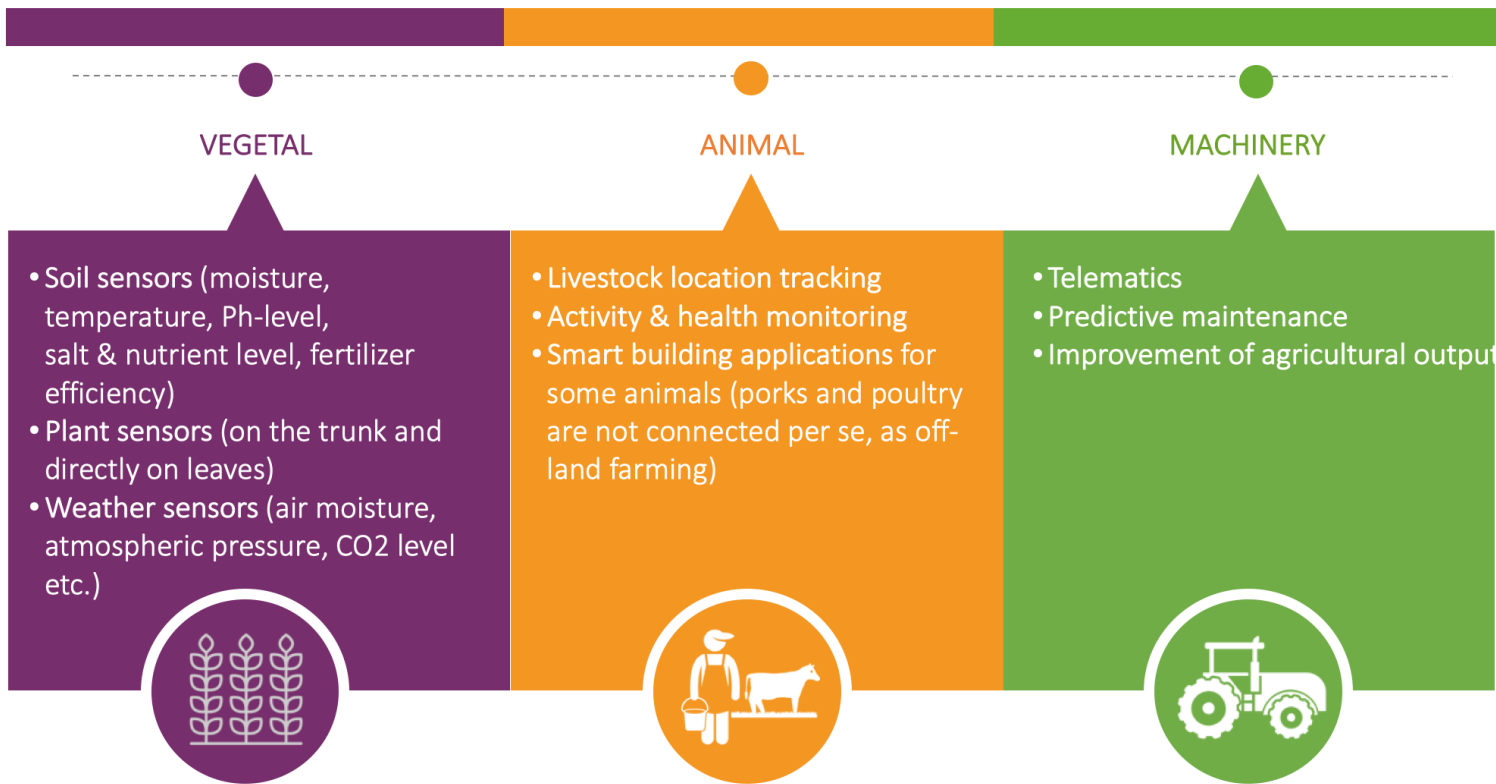 VEGETAL
• Soil sensors (moisture,
temperature, Ph-level,
salt & nutrient level, fertilizer
efficiency)
• Plant sensors (on the trunk and
directly on leaves)
• Weather sensors (air moisture,
atmospheric pressure, CO2 level
etc.)
ANIMAL
• Livestock location tracking
• Activity & health monitoring
• Smart building applications for
some animals (porks and poultry
are not connected per se, as off-
land farming)
MACHINERY
• Telematics
• Predictive maintenance
• Improvement of agricultural output